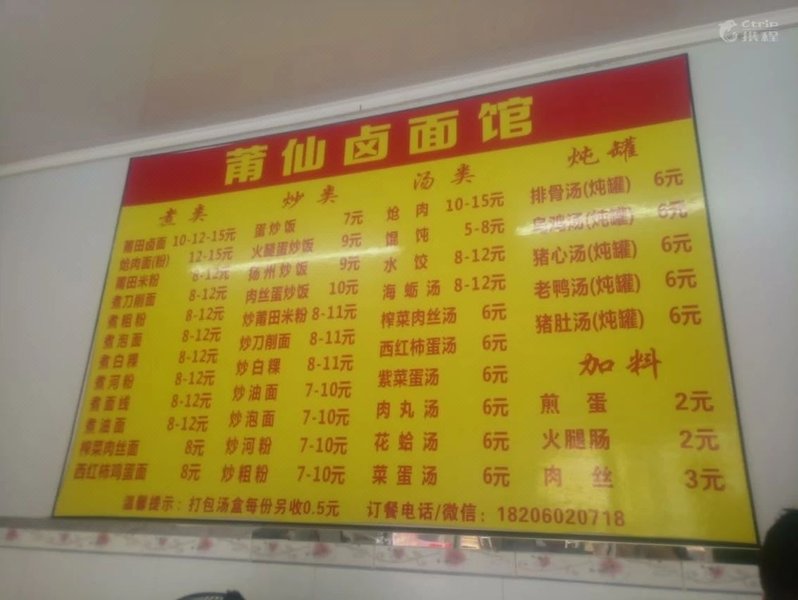 Ctrip
携程
莆仙卤面馆
煮类
莆田卤面 10-12-15元
炝肉面(粉) 12-15元
莆田米粉 8-12元
煮刀削面 8-12元
煮粗粉 8-12元
煮泡面 8-12元
煮白粿 8-12元
煮河粉 8-12元
煮面线 8-12元
煮油面 8-12元
榨菜肉丝面 8元
西红柿鸡蛋面 8元
炒类
蛋炒饭 7元
火腿蛋炒饭 9元
扬州炒饭 9元
肉丝蛋炒饭 10元
炒莆田米粉 8-11元
炒刀削面 8-11元
炒白粿 8-11元
炒油面 7-10元
炒泡面 7-10元
炒河粉 7-10元
炒粗粉 7-10元
汤类
炝肉 10-15元
馄饨 5-8元
水饺 8-12元
海蛎汤 8-12元
榨菜肉丝汤 6元
西红柿蛋汤 6元
紫菜蛋汤 6元
肉丸汤 6元
花蛤汤 6元
菜蛋汤 6元
炖罐
排骨汤(炖罐) 6元
乌鸡汤(炖罐) 6元
猪心汤(炖罐) 6元
老鸭汤(炖罐) 6元
猪肚汤(炖罐) 6元
加料
煎蛋 2元
火腿肠 2元
肉丝 3元
温馨提示：打包汤盒每份另收0.5元 订餐电话/微信：18206020718